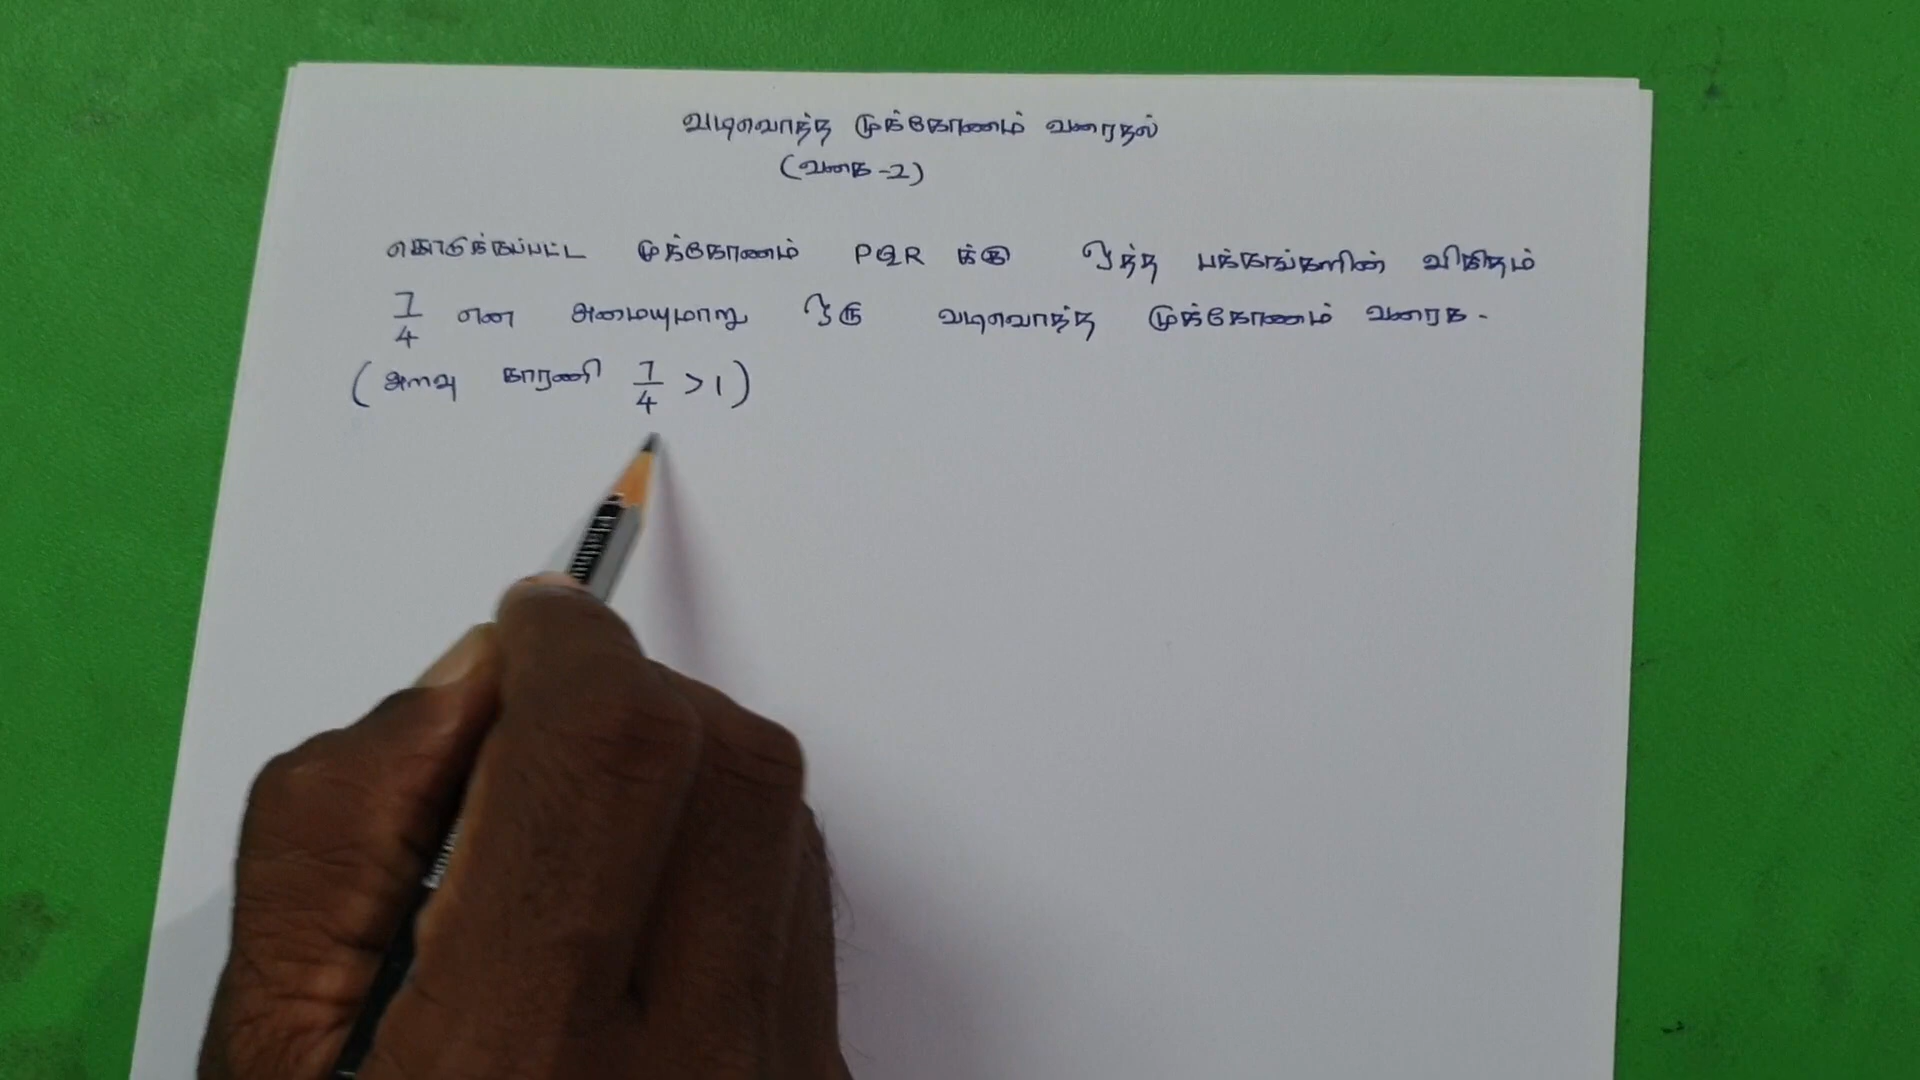 வடிவொத்த முக்கோணம் வரைதல்
(வகை -2)
கொடுக்கப்பட்ட முக்கோணம் PQR க்கு ஒத்த பக்கங்களின் விகிதம்
7/4 என அமையுமாறு ஒரு வடிவொத்த முக்கோணம் வரைக.
(அளவு காரணி 7/4 > 1)